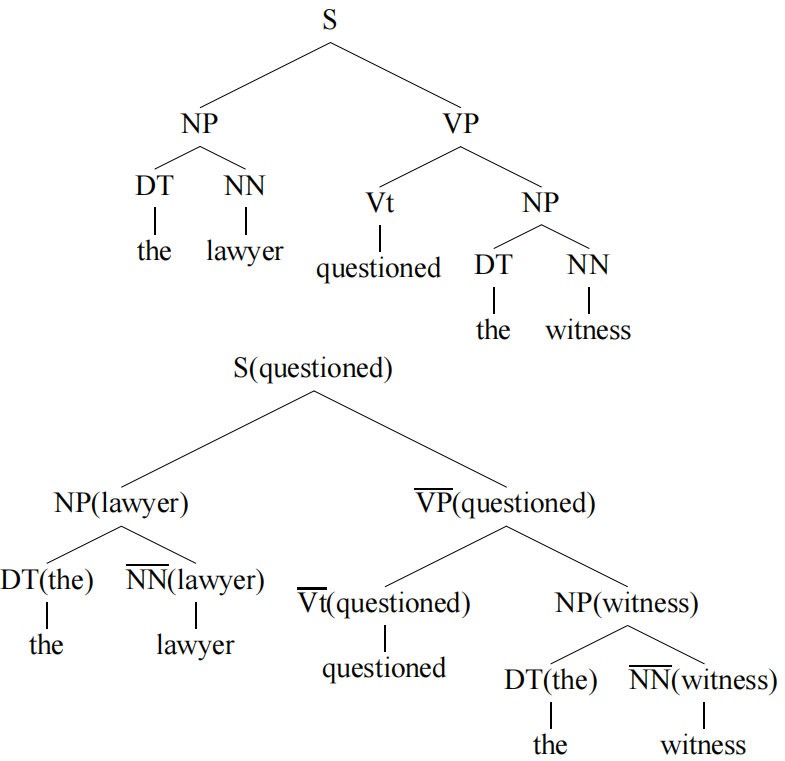 S
NP VP
DT NN Vt NP
the lawyer questioned DT NN
the witness
S(questioned)
NP(lawyer) V̅P̅(questioned)
DT(the) N̅N̅(lawyer) V̅t̅(questioned) NP(witness)
the lawyer questioned DT(the) N̅N̅(witness)
the witness